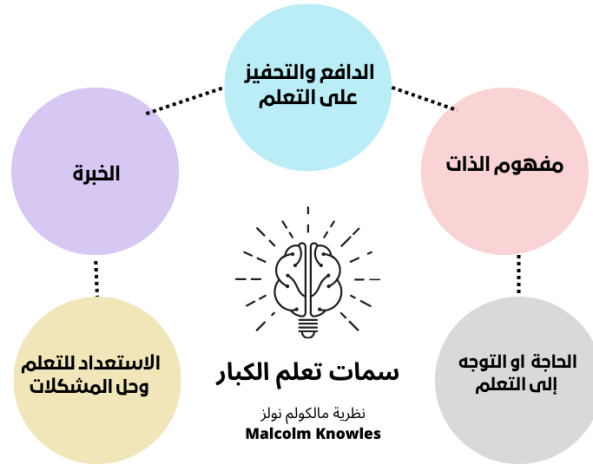 الدافع والتحفيز
على التعلم
مفهوم الذات
الخبرة
الحاجة او التوجه
إلى التعلم
الاستعداد للتعلم
وحل المشكلات
سمات تعلم الكبار
نظرية مالكولم نولز
Malcolm Knowles